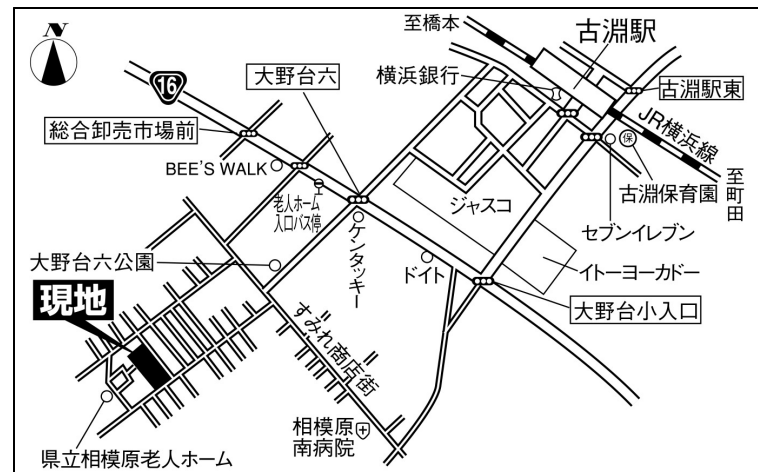 N
至橋本
古淵駅
16
大野台六
横浜銀行
古淵駅東
総合卸売市場前
JR横浜線
BEE'S WALK
保
至町田
老人ホーム
入口バス停
ジャスコ
古淵保育園
ケンタッキー
セブンイレブン
大野台六公園
ドイト
イトーヨーカドー
現地
すみれ商店街
大野台小入口
相模原
南病院
県立相模原老人ホーム